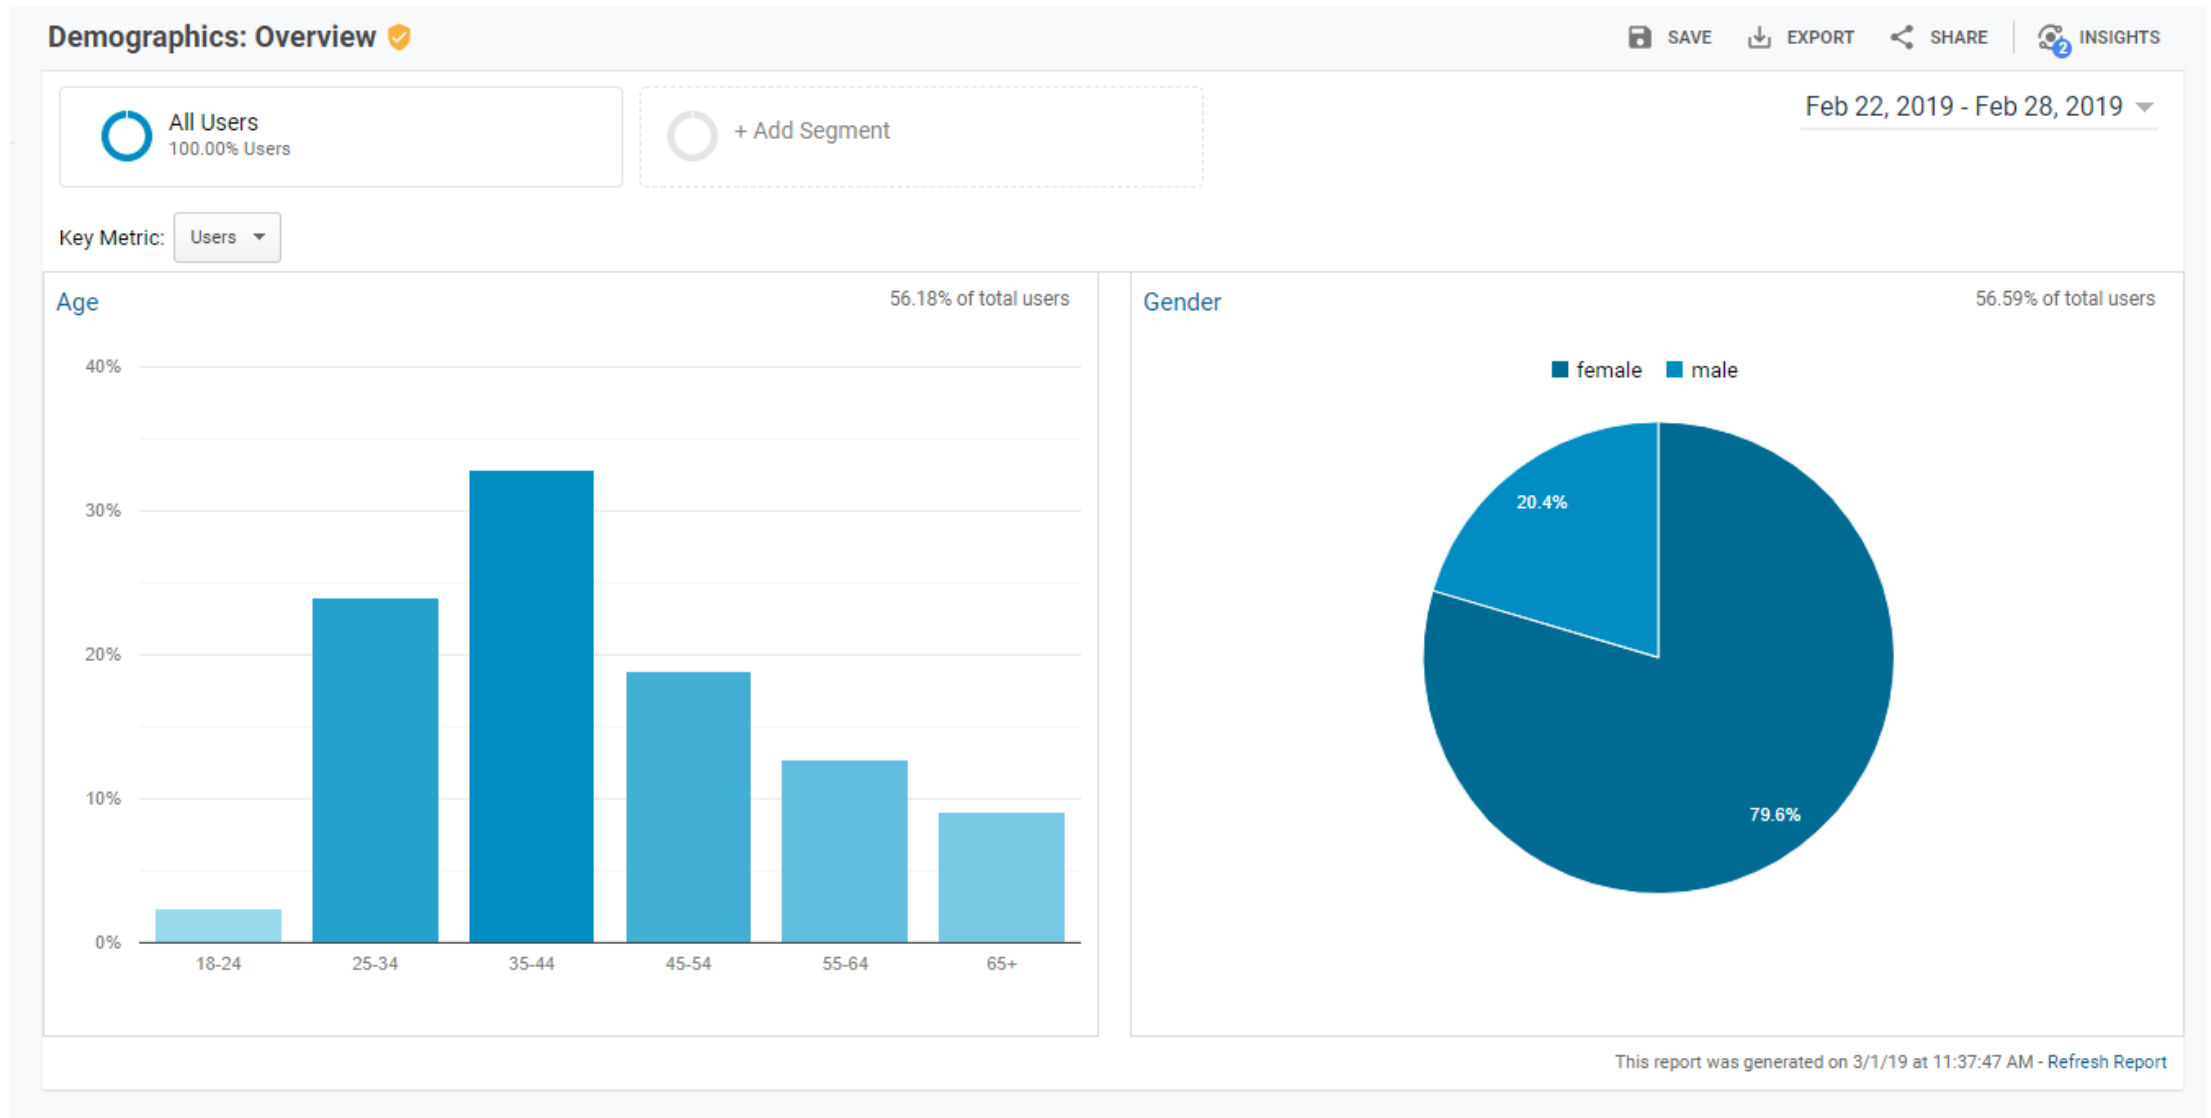 Demographics: Overview
SAVE
EXPORT
SHARE
2
INSIGHTS
All Users
100.00% Users
+ Add Segment
Feb 22, 2019 - Feb 28, 2019
Key Metric:
Users
Age
56.18% of total users
40%
30%
20%
10%
0%
18-24
25-34
35-44
45-54
55-64
65+
Gender
56.59% of total users
female
male
20.4%
79.6%
This report was generated on 3/1/19 at 11:37:47 AM - Refresh Report